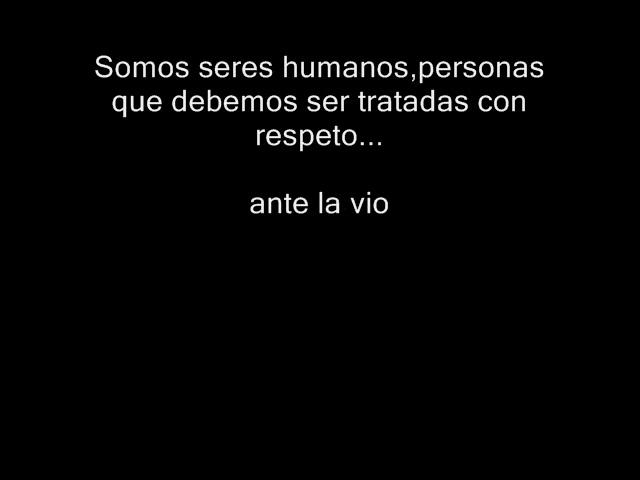 Somos seres humanos,personas
que debemos ser tratadas con
respeto...
ante la vio